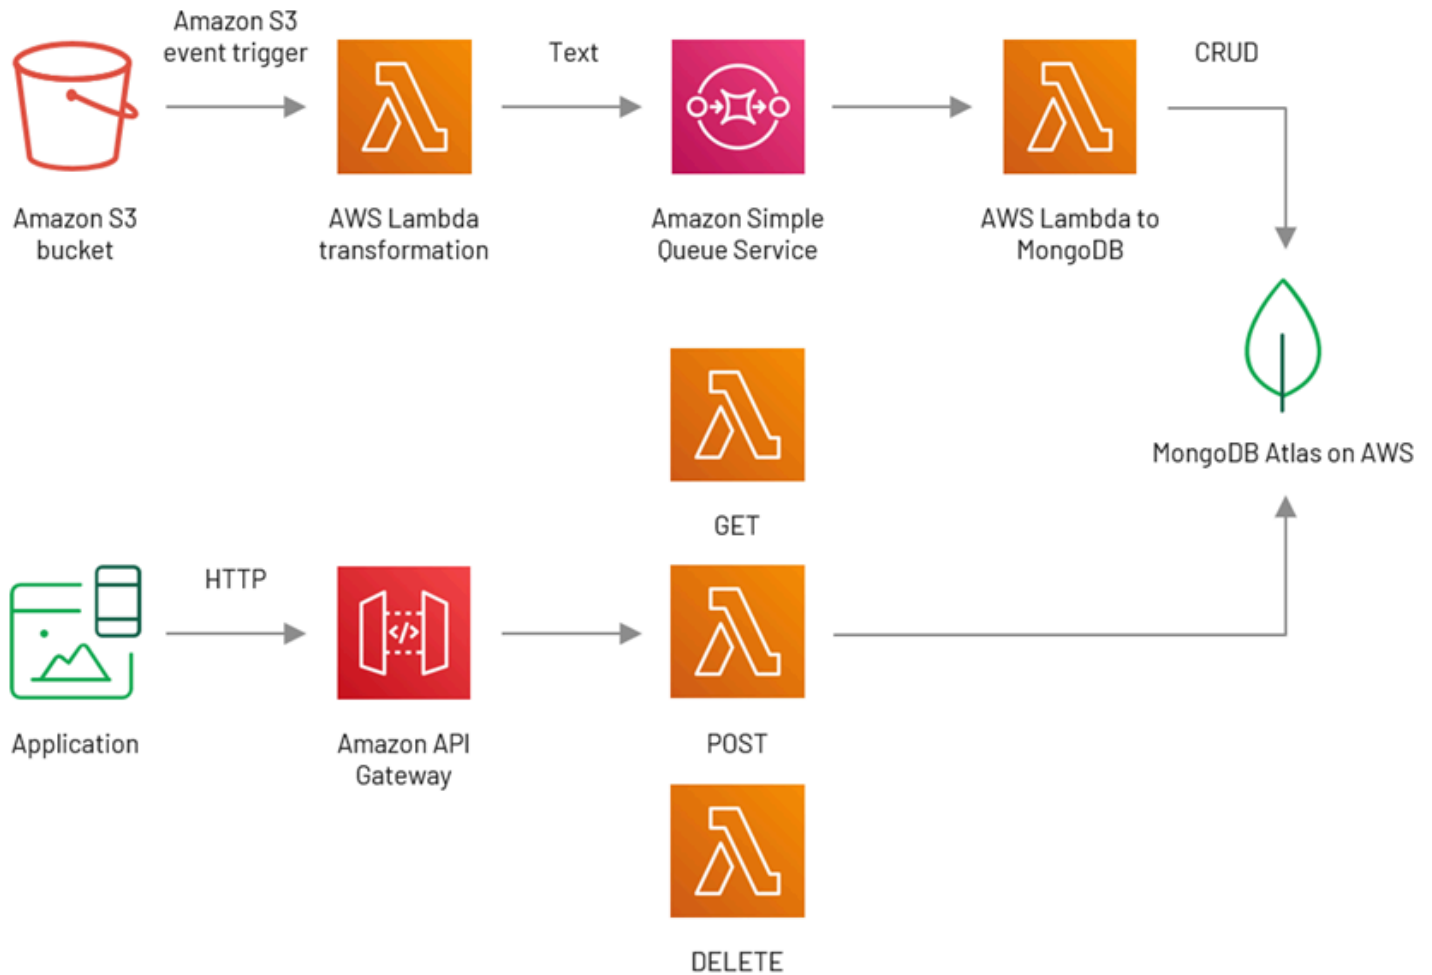 Amazon S3
event trigger
Text
CRUD
Amazon S3
bucket
AWS Lambda
transformation
Amazon Simple
Queue Service
AWS Lambda to
MongoDB
MongoDB Atlas on AWS
GET
HTTP
</>
Application
Amazon API
Gateway
POST
DELETE